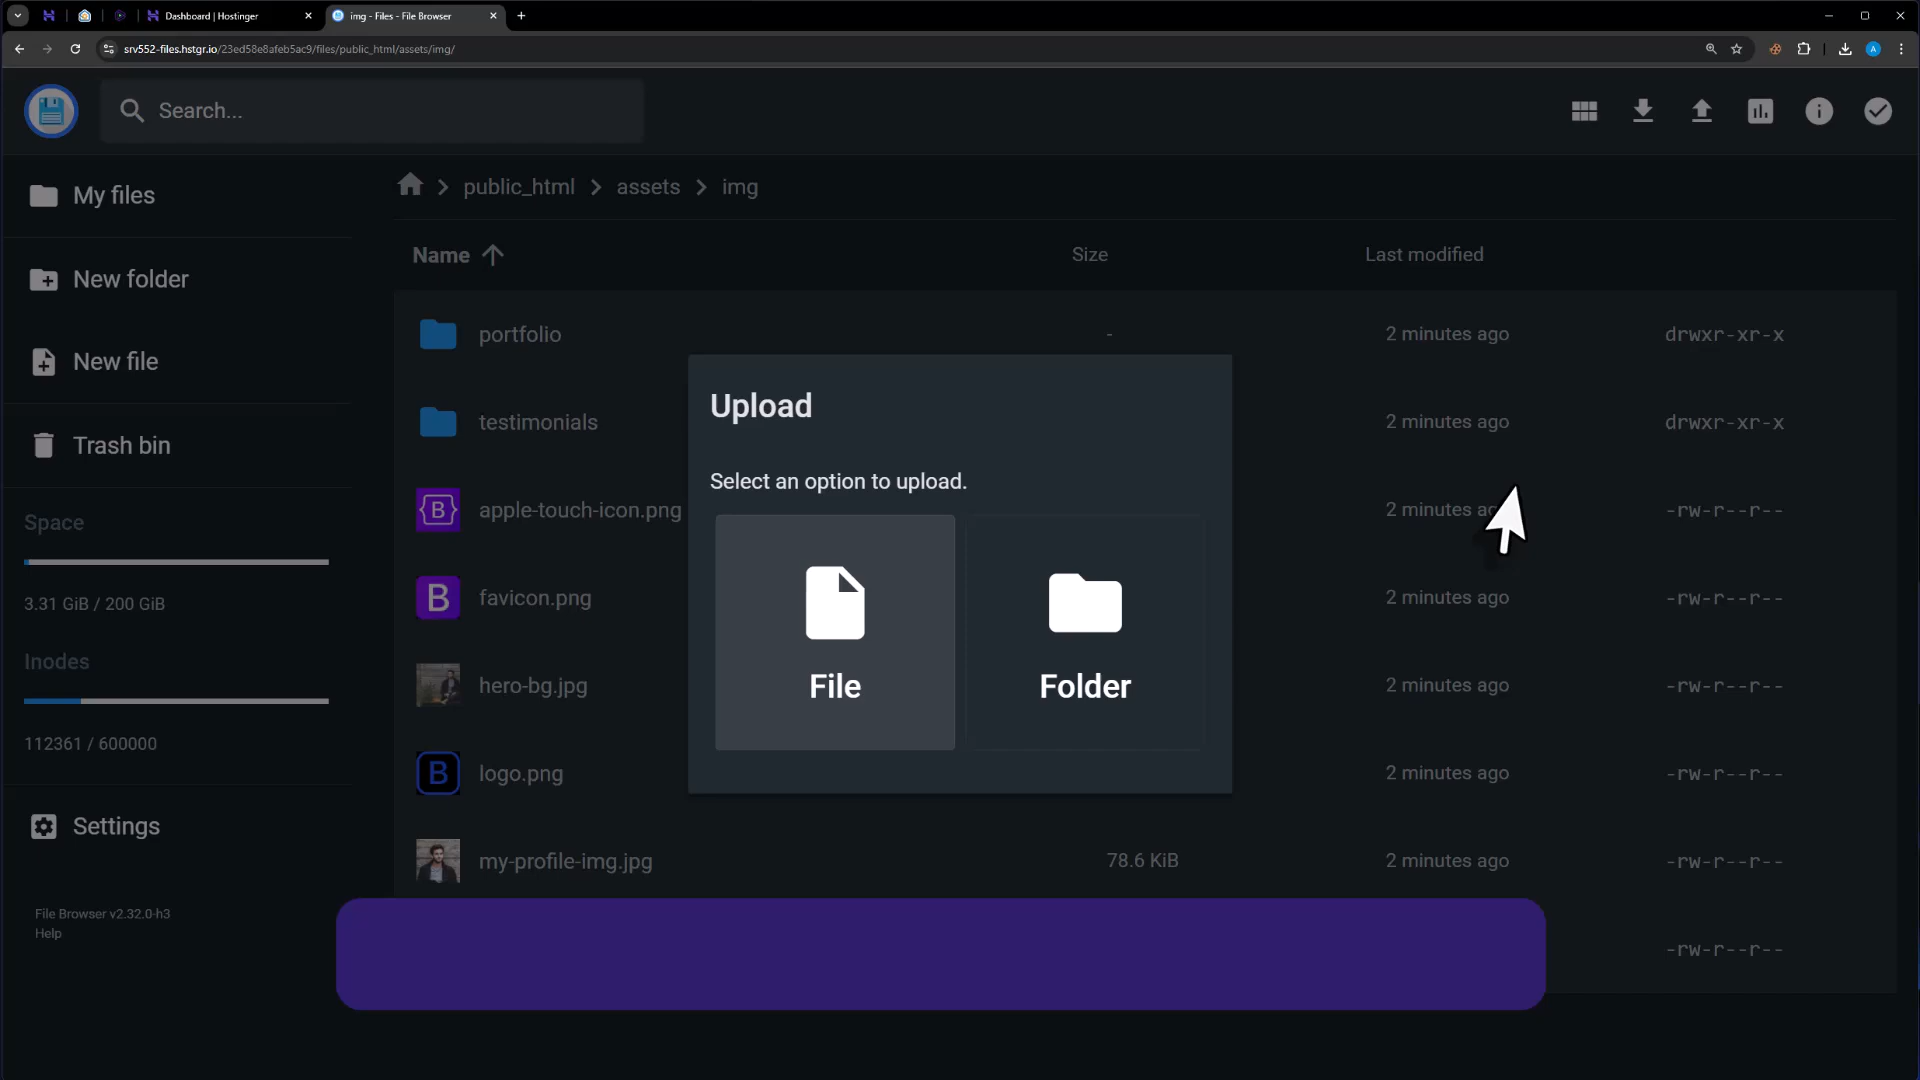 Dashboard | Hostinger
img - Files - File Browser
srv552-files.hstgr.io/23ed58e8afeb5ac9/files/public_html/assets/img/
A
Search...
My files
New folder
New file
Trash bin
Space
3.31 GiB / 200 GiB
Inodes
112361 / 600000
Settings
File Browser v2.32.0-h3
Help
public_html
assets
img
Name
Size
Last modified
portfolio
-
2 minutes ago
drwxr-xr-x
testimonials
2 minutes ago
drwxr-xr-x
{B}
apple-touch-icon.png
2 minutes ago
-rw-r--r--
B
favicon.png
2 minutes ago
-rw-r--r--
hero-bg.jpg
2 minutes ago
-rw-r--r--
B
logo.png
2 minutes ago
-rw-r--r--
my-profile-img.jpg
78.6 KiB
2 minutes ago
-rw-r--r--
-rw-r--r--
Upload
Select an option to upload.
File
Folder